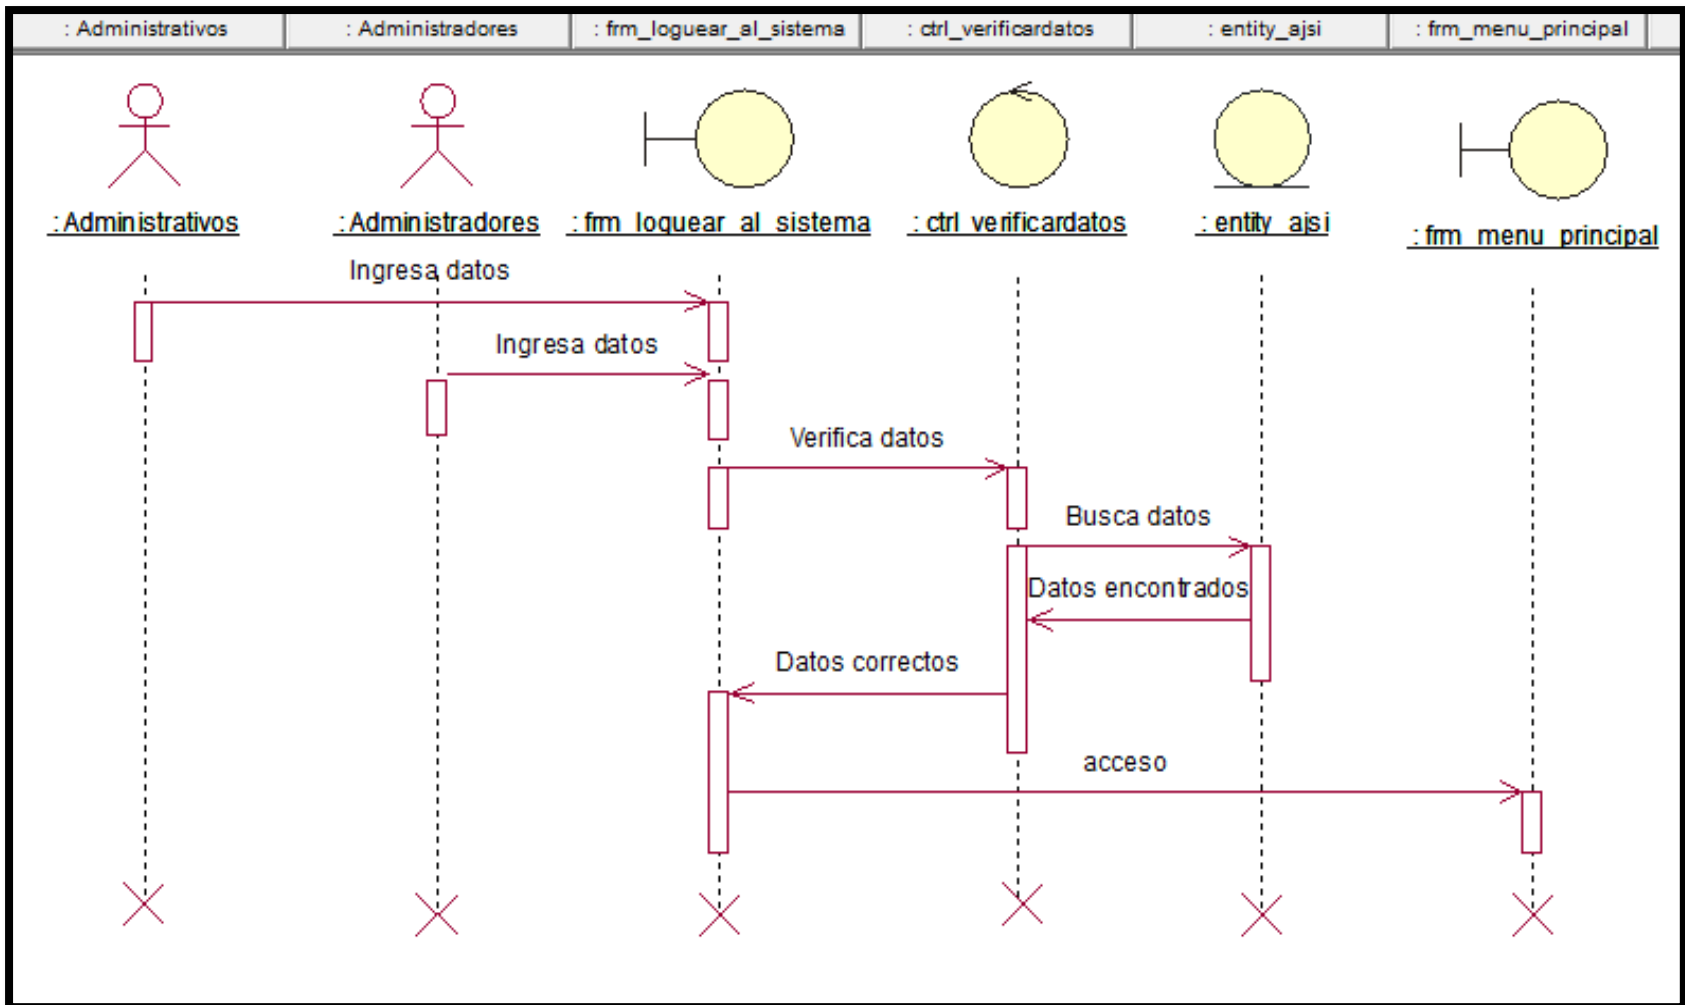 : Administrativos
: Administradores
: frm_loguear_al_sistema
: ctrl_verificardatos
: entity_ajsi
: frm_menu_principal
: Administrativos
: Administradores
: frm_loguear_al_sistema
: ctrl_verificardatos
: entity_ajsi
: frm_menu_principal
Ingresa datos
Ingresa datos
Verifica datos
Busca datos
Datos encontrados
Datos correctos
acceso